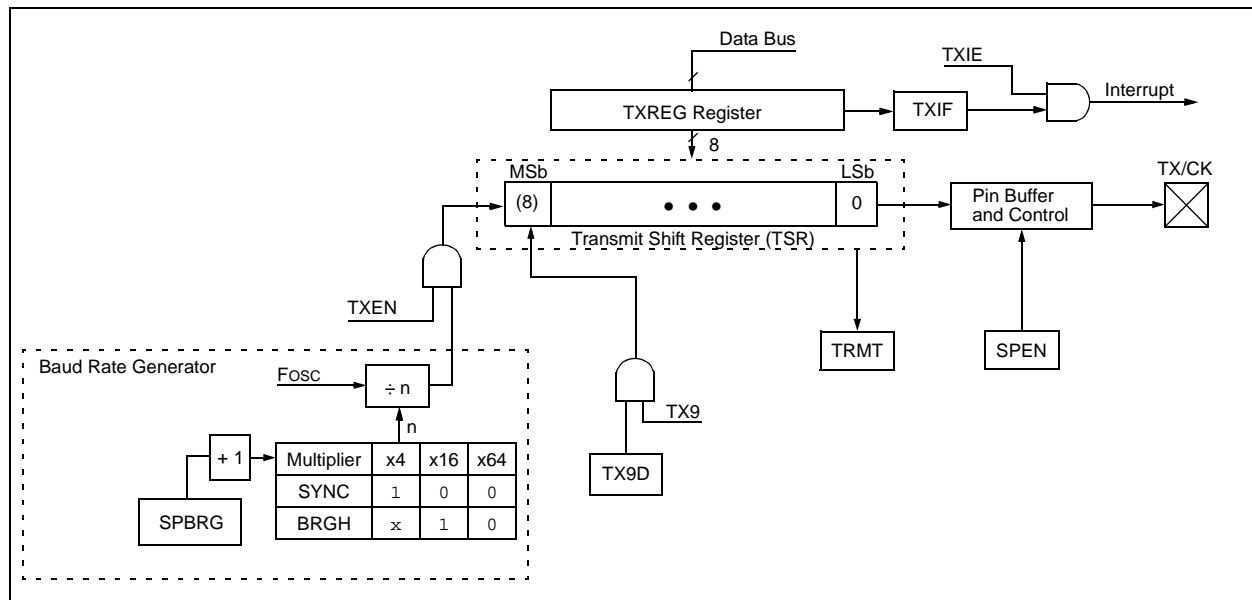 Data Bus
TXIE
Interrupt
TXREG Register
TXIF
8
MSb
LSb
TX/CK
(8)
• • •
0
Pin Buffer
and Control
Transmit Shift Register (TSR)
TXEN
TRMT
SPEN
Baud Rate Generator
FOSC
÷ n
n
TX9
+ 1
Multiplier x4 x16 x64
TX9D
SYNC 1 0 0
SPBRG
BRGH x 1 0